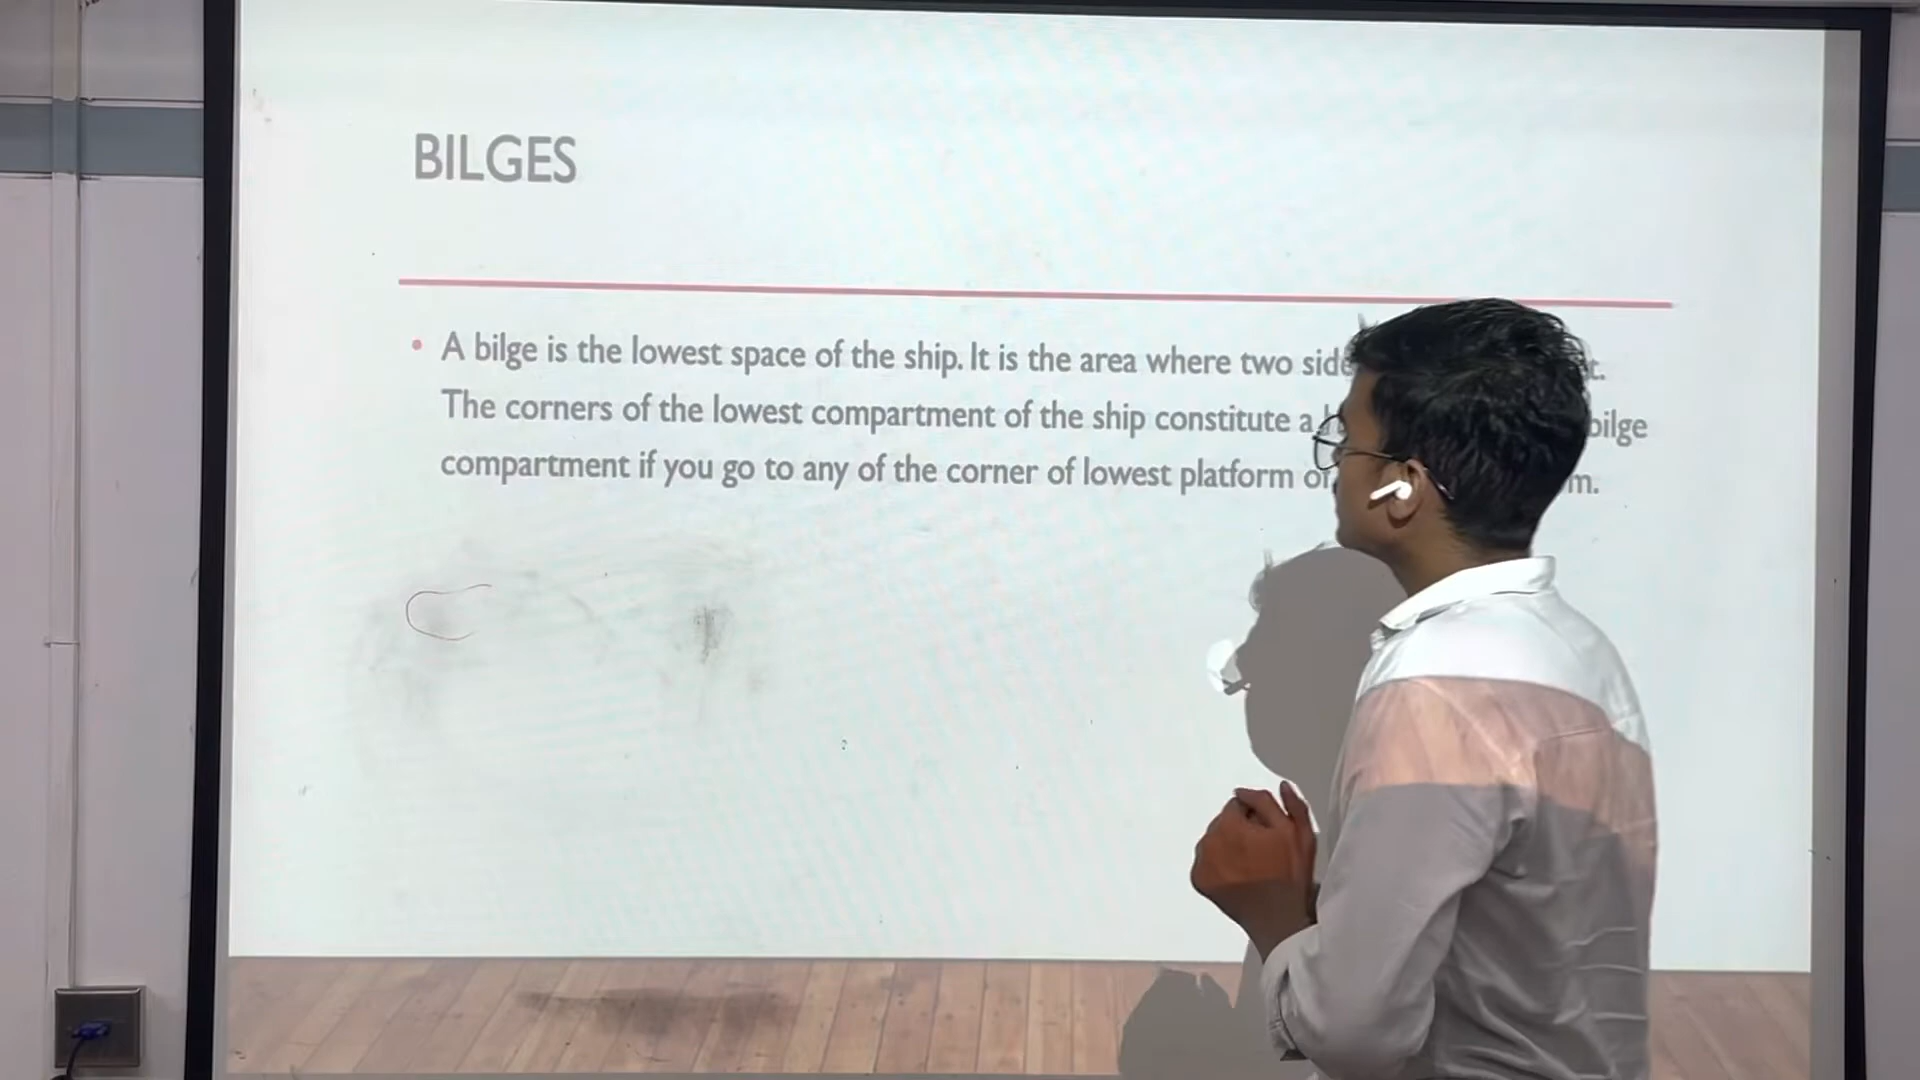 BILGES
• A bilge is the lowest space of the ship. It is the area where two
The corners of the lowest compartment of the ship constitute a bilge
compartment if you go to any of the corner of lowest platform